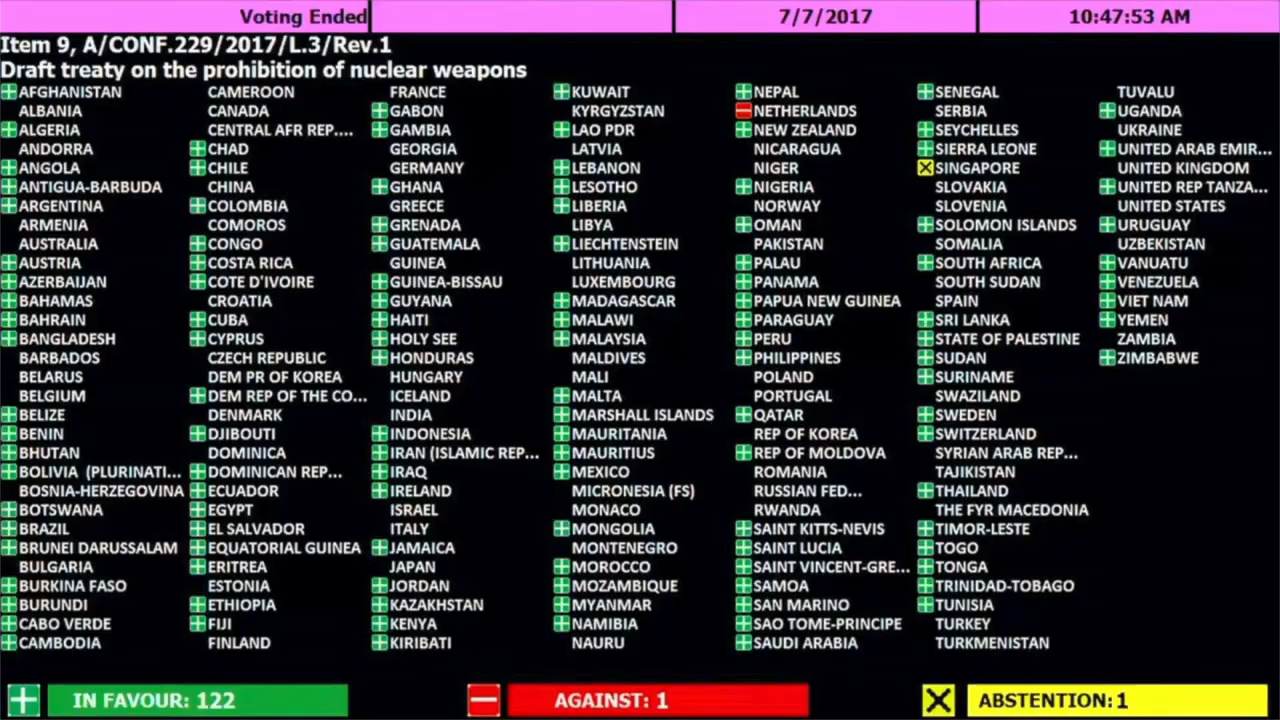 Voting Ended 7/7/2017 10:47:53 AM
Item 9, A/CONF.229/2017/L.3/Rev.1
Draft treaty on the prohibition of nuclear weapons
AFGHANISTAN
ALBANIA
ALGERIA
ANDORRA
ANGOLA
ANTIGUA-BARBUDA
ARGENTINA
ARMENIA
AUSTRALIA
AUSTRIA
AZERBAIJAN
BAHAMAS
BAHRAIN
BANGLADESH
BARBADOS
BELARUS
BELGIUM
BELIZE
BENIN
BHUTAN
BOLIVIA (PLURINATI...
BOSNIA-HERZEGOVINA
BOTSWANA
BRAZIL
BRUNEI DARUSSALAM
BULGARIA
BURKINA FASO
BURUNDI
CABO VERDE
CAMBODIA
CAMEROON
CANADA
CENTRAL AFR REP....
CHAD
CHILE
CHINA
COLOMBIA
COMOROS
CONGO
COSTA RICA
COTE D'IVOIRE
CROATIA
CUBA
CYPRUS
CZECH REPUBLIC
DEM PR OF KOREA
DEM REP OF THE CO...
DENMARK
DJIBOUTI
DOMINICA
DOMINICAN REP...
ECUADOR
EGYPT
EL SALVADOR
EQUATORIAL GUINEA
ERITREA
ESTONIA
ETHIOPIA
FIJI
FINLAND
FRANCE
GABON
GAMBIA
GEORGIA
GERMANY
GHANA
GREECE
GRENADA
GUATEMALA
GUINEA
GUINEA-BISSAU
GUYANA
HAITI
HOLY SEE
HONDURAS
HUNGARY
ICELAND
INDIA
INDONESIA
IRAN (ISLAMIC REP...
IRAQ
IRELAND
ISRAEL
ITALY
JAMAICA
JAPAN
JORDAN
KAZAKHSTAN
KENYA
KIRIBATI
KUWAIT
KYRGYZSTAN
LAO PDR
LATVIA
LEBANON
LESOTHO
LIBERIA
LIBYA
LIECHTENSTEIN
LITHUANIA
LUXEMBOURG
MADAGASCAR
MALAWI
MALAYSIA
MALDIVES
MALI
MALTA
MARSHALL ISLANDS
MAURITANIA
MAURITIUS
MEXICO
MICRONESIA (FS)
MONACO
MONGOLIA
MONTENEGRO
MOROCCO
MOZAMBIQUE
MYANMAR
NAMIBIA
NAURU
NEPAL
NETHERLANDS
NEW ZEALAND
NICARAGUA
NIGER
NIGERIA
NORWAY
OMAN
PAKISTAN
PALAU
PANAMA
PAPUA NEW GUINEA
PARAGUAY
PERU
PHILIPPINES
POLAND
PORTUGAL
QATAR
REP OF KOREA
REP OF MOLDOVA
ROMANIA
RUSSIAN FED...
RWANDA
SAINT KITTS-NEVIS
SAINT LUCIA
SAINT VINCENT-GRE...
SAMOA
SAN MARINO
SAO TOME-PRINCIPE
SAUDI ARABIA
SENEGAL
SERBIA
SEYCHELLES
SIERRA LEONE
SINGAPORE
SLOVAKIA
SLOVENIA
SOLOMON ISLANDS
SOMALIA
SOUTH AFRICA
SOUTH SUDAN
SPAIN
SRI LANKA
STATE OF PALESTINE
SUDAN
SURINAME
SWAZILAND
SWEDEN
SWITZERLAND
SYRIAN ARAB REP...
TAJIKISTAN
THAILAND
THE FYR MACEDONIA
TIMOR-LESTE
TOGO
TONGA
TRINIDAD-TOBAGO
TUNISIA
TURKEY
TURKMENISTAN
TUVALU
UGANDA
UKRAINE
UNITED ARAB EMIR...
UNITED KINGDOM
UNITED REP TANZA...
UNITED STATES
URUGUAY
UZBEKISTAN
VANUATU
VENEZUELA
VIET NAM
YEMEN
ZAMBIA
ZIMBABWE
IN FAVOUR: 122 AGAINST: 1 ABSTENTION: 1